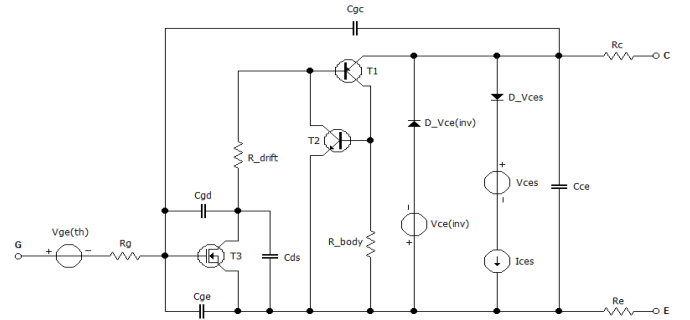 Cgc
Rc
C
T1
D_Vces
D_Vce(inv)
T2
R_drift
+
Vces
–
Cce
Cgd
Vge(th)
Rg
G
+
–
T3
Cds
R_body
–
Vce(inv)
+
Ices
Cge
Re
E